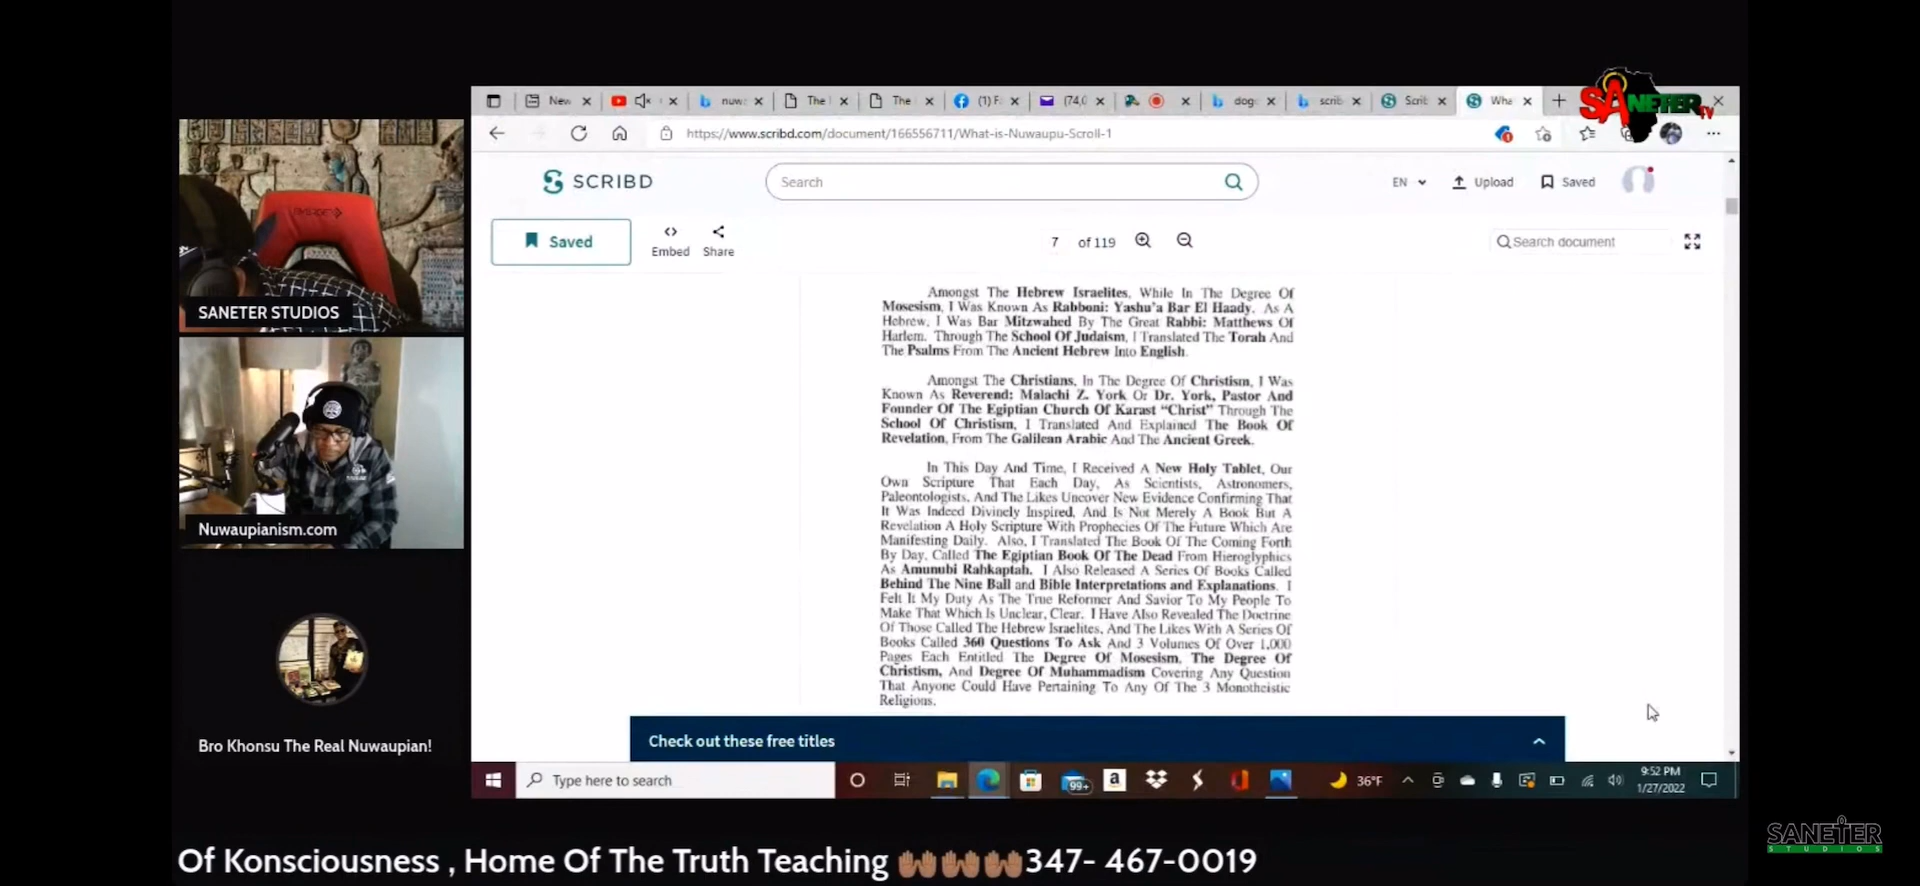 New
nuw
The
The
(1) F
(74,0
dog
scrib
Scrib
Wha
SANETER TV
https://www.scribd.com/document/166556711/What-is-Nuwaupu-Scroll-1
SCRIBD
Search
EN
Upload
Saved
Saved
Embed
Share
7 of 119
Search document
Amongst The Hebrew Israelites, While In The Degree Of
Mosesism, I Was Known As Rabboni: Yashu'a Bar El Haady. As A
Hebrew, I Was Bar Mitzwahed By The Great Rabbi: Matthews Of
Harlem. Through The School Of Judaism, I Translated The Torah And
The Psalms From The Ancient Hebrew Into English.
Amongst The Christians, In The Degree Of Christism, I Was
Known As Reverend: Malachi Z. York Or Dr. York, Pastor And
Founder Of The Egiptian Church Of Karast "Christ" Through The
School Of Christism, I Translated And Explained The Book Of
Revelation, From The Galilean Arabic And The Ancient Greek.
In This Day And Time, I Received A New Holy Tablet, Our
Own Scripture That Each Day, As Scientists, Astronomers,
Paleontologists, And The Likes Uncover New Evidence Confirming That
It Was Indeed Divinely Inspired, And Is Not Merely A Book But A
Revelation A Holy Scripture With Prophecies Of The Future Which Are
Manifesting Daily. Also, I Translated The Book Of The Coming Forth
By Day, Called The Egiptian Book Of The Dead From Hieroglyphics
As Amunubi Rahkaptah. I Also Released A Series Of Books Called
Behind The Nine Ball and Bible Interpretations and Explanations. I
Felt It My Duty As The True Reformer And Savior To My People To
Make That Which Is Unclear, Clear. I Have Also Revealed The Doctrine
Of Those Called The Hebrew Israelites, And The Likes With A Series Of
Books Called 360 Questions To Ask And 3 Volumes Of Over 1,000
Pages Each Entitled The Degree Of Mosesism, The Degree Of
Christism, And Degree Of Muhammadism Covering Any Question
That Anyone Could Have Pertaining To Any Of The 3 Monotheistic
Religions.
Check out these free titles
SANETER STUDIOS
Nuwaupianism.com
Bro Khonsu The Real Nuwaupian!
Type here to search
99+
36°F
9:52 PM
1/27/2022
Of Konsciousness , Home Of The Truth Teaching 🙌🏽🙌🏽🙌🏽347- 467-0019
SANETER
STUDIOS